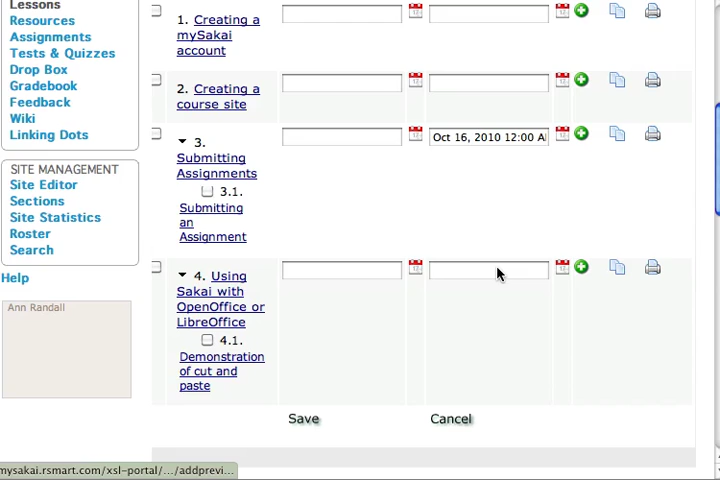 Lessons
Resources
Assignments
Tests & Quizzes
Drop Box
Gradebook
Feedback
Wiki
Linking Dots
SITE MANAGEMENT
Site Editor
Sections
Site Statistics
Roster
Search
Help
Ann Randall
1. Creating a
mySakai
account
2. Creating a
course site
3.
Submitting
Assignments
Oct 16, 2010 12:00 A
3.1.
Submitting
an
Assignment
4. Using
Sakai with
OpenOffice or
LibreOffice
4.1.
Demonstration
of cut and
paste
Save Cancel
mysakai.rsmart.com/xsl-portal/.../addprevi...